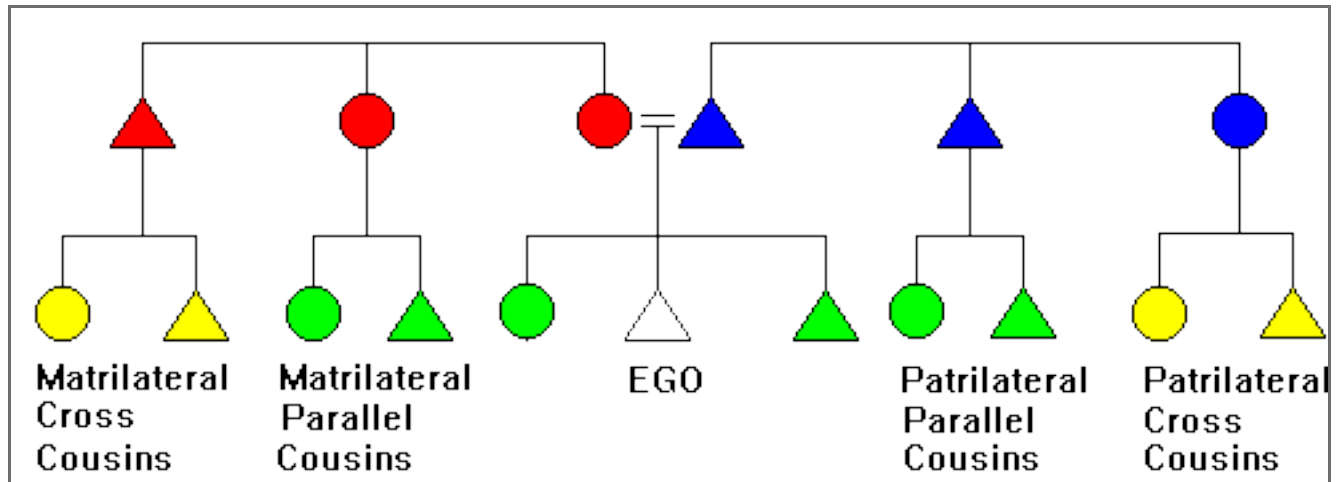 Matrilateral
Cross
Cousins
Matrilateral
Parallel
Cousins
EGO
Patrilateral
Parallel
Cousins
Patrilateral
Cross
Cousins